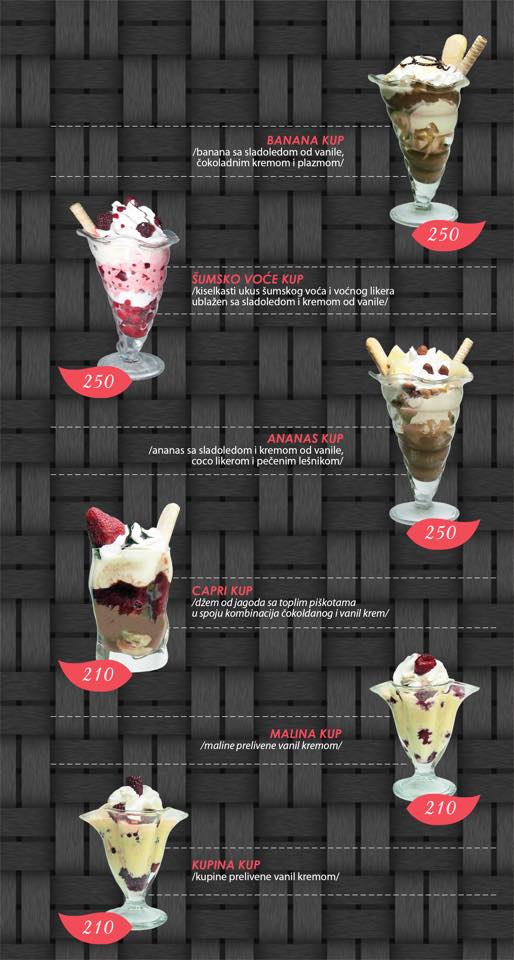 BANANA KUP
/banana sa sladoledom od vanile,
čokoladnim kremom i plazmom/
250
ŠUMSKO VOĆE KUP
/kiselkasti ukus šumskog voća i voćnog likera
ublažen sa sladoledom i kremom od vanile/
250
ANANAS KUP
/ananas sa sladoledom i kremom od vanile,
coco likerom i pečenim lešnikom/
250
CAPRI KUP
/džem od jagoda sa toplim piškotama
u spoju kombinacija čokoldanog i vanil krem/
210
MALINA KUP
/maline prelivene vanil kremom/
210
KUPINA KUP
/kupine prelivene vanil kremom/
210